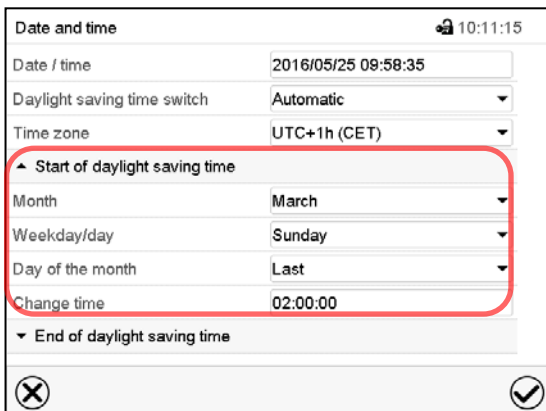 Date and time 10:11:15
Date / time 2016/05/25 09:58:35
Daylight saving time switch Automatic
Time zone UTC+1h (CET)
Start of daylight saving time
Month March
Weekday/day Sunday
Day of the month Last
Change time 02:00:00
End of daylight saving time